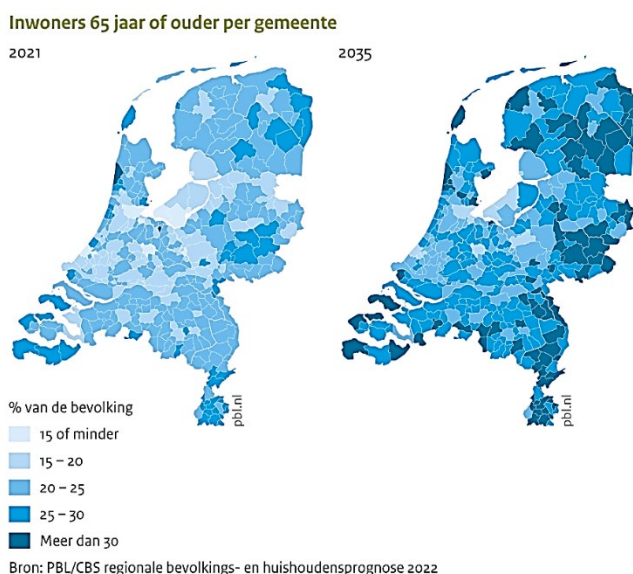 Inwoners 65 jaar of ouder per gemeente
2021
2035
% van de bevolking
15 of minder
15 – 20
20 – 25
25 – 30
Meer dan 30
pbl.nl
pbl.nl
Bron: PBL/CBS regionale bevolkings- en huishoudensprognose 2022